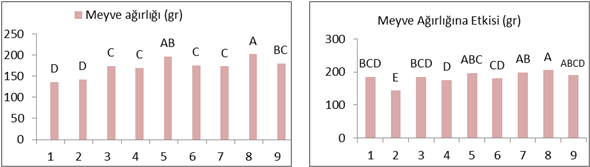 Meyve ağırlığı (gr)
250
200
150
100
50
0
D D C C AB C C A BC
1 2 3 4 5 6 7 8 9
Meyve Ağırlığına Etkisi (gr)
300
200
100
0
BCD E BCD D ABC CD AB A ABCD
1 2 3 4 5 6 7 8 9